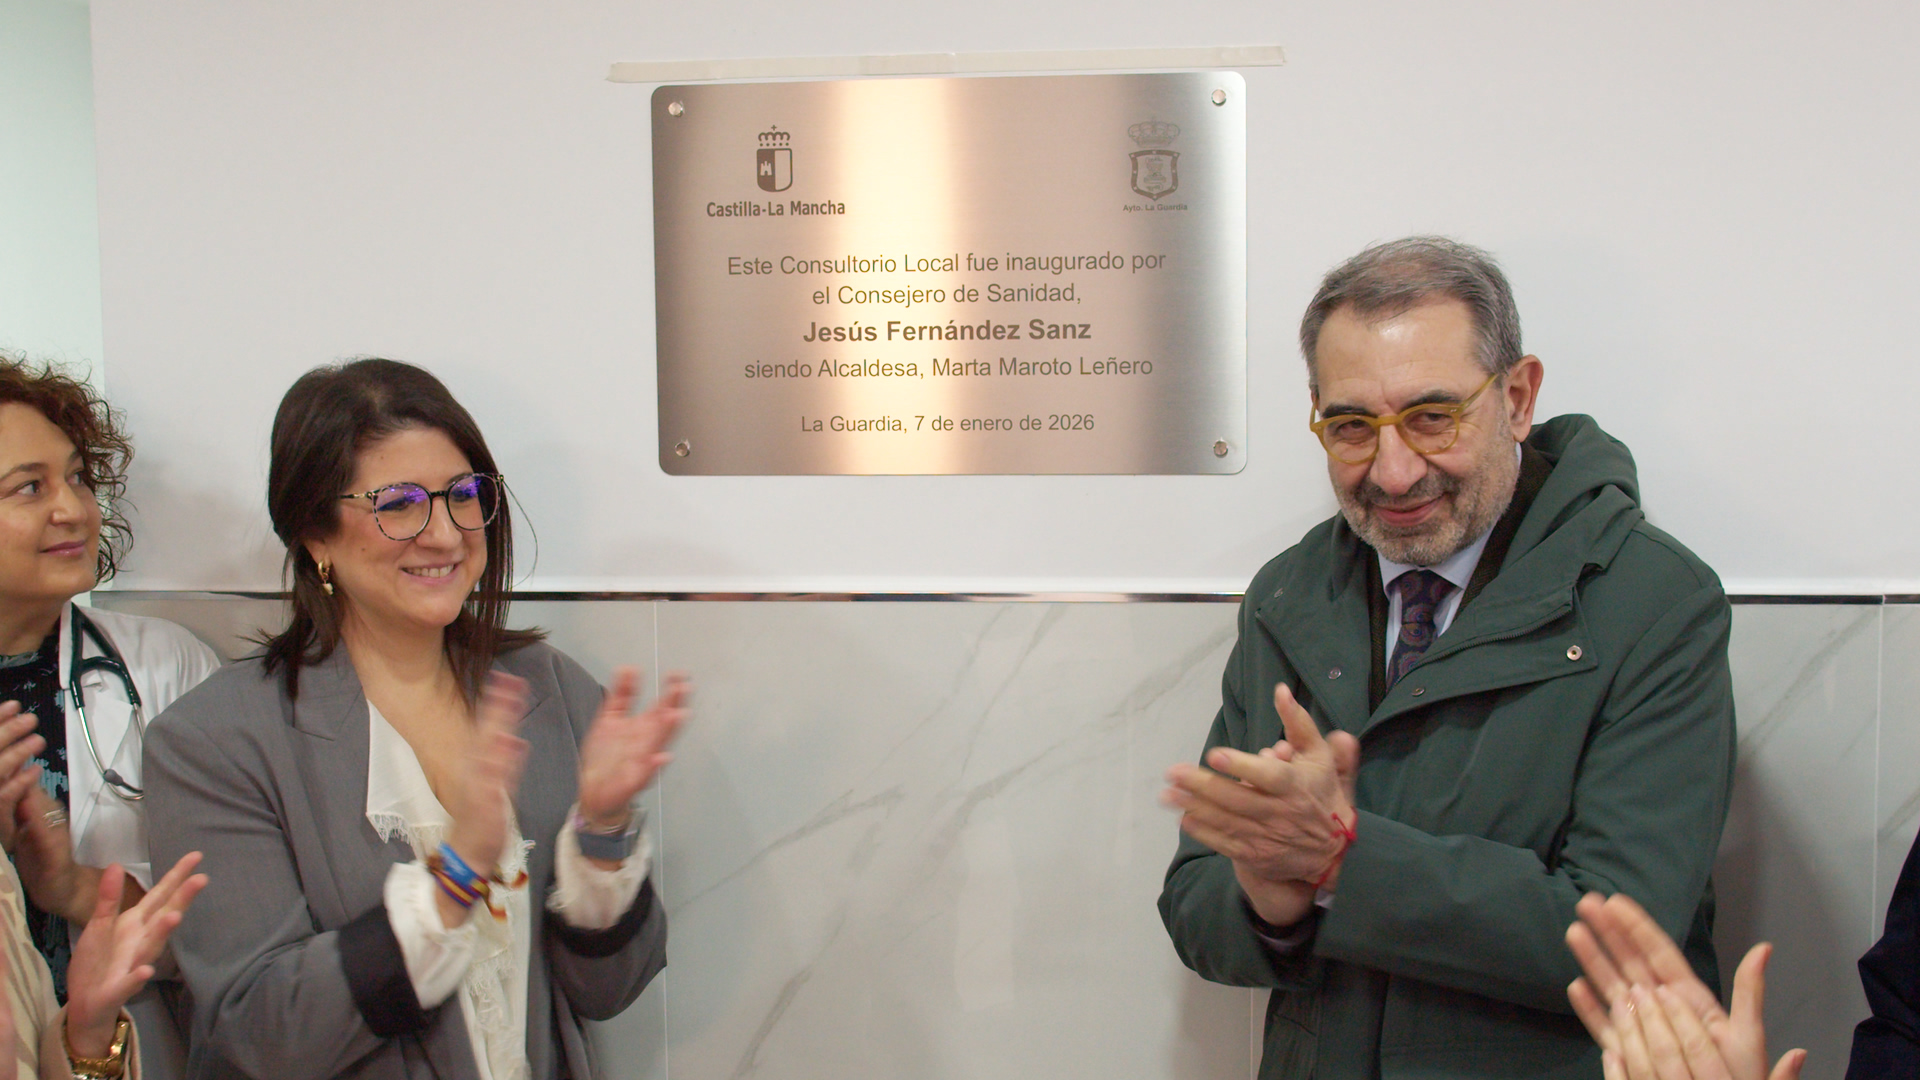 Castilla-La Mancha
Ayto. La Guardia
Este Consultorio Local fue inaugurado por
el Consejero de Sanidad,
Jesús Fernández Sanz
siendo Alcaldesa, Marta Maroto Leñero
La Guardia, 7 de enero de 2026